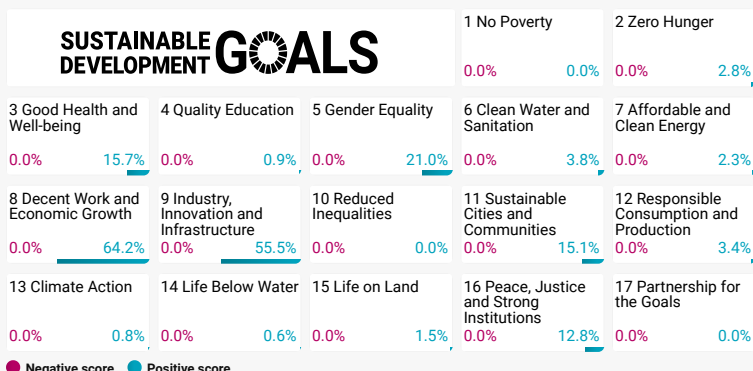 SUSTAINABLE
DEVELOPMENT
GOALS
1 No Poverty
0.0% 0.0%
2 Zero Hunger
0.0% 2.8%
3 Good Health and
Well-being
0.0% 15.7%
4 Quality Education
0.0% 0.9%
5 Gender Equality
0.0% 21.0%
6 Clean Water and
Sanitation
0.0% 3.8%
7 Affordable and
Clean Energy
0.0% 2.3%
8 Decent Work and
Economic Growth
0.0% 64.2%
9 Industry,
Innovation and
Infrastructure
0.0% 55.5%
10 Reduced
Inequalities
0.0% 0.0%
11 Sustainable
Cities and
Communities
0.0% 15.1%
12 Responsible
Consumption and
Production
0.0% 3.4%
13 Climate Action
0.0% 0.8%
14 Life Below Water
0.0% 0.6%
15 Life on Land
0.0% 1.5%
16 Peace, Justice
and Strong
Institutions
0.0% 12.8%
17 Partnership for
the Goals
0.0% 0.0%
Negative score Positive score